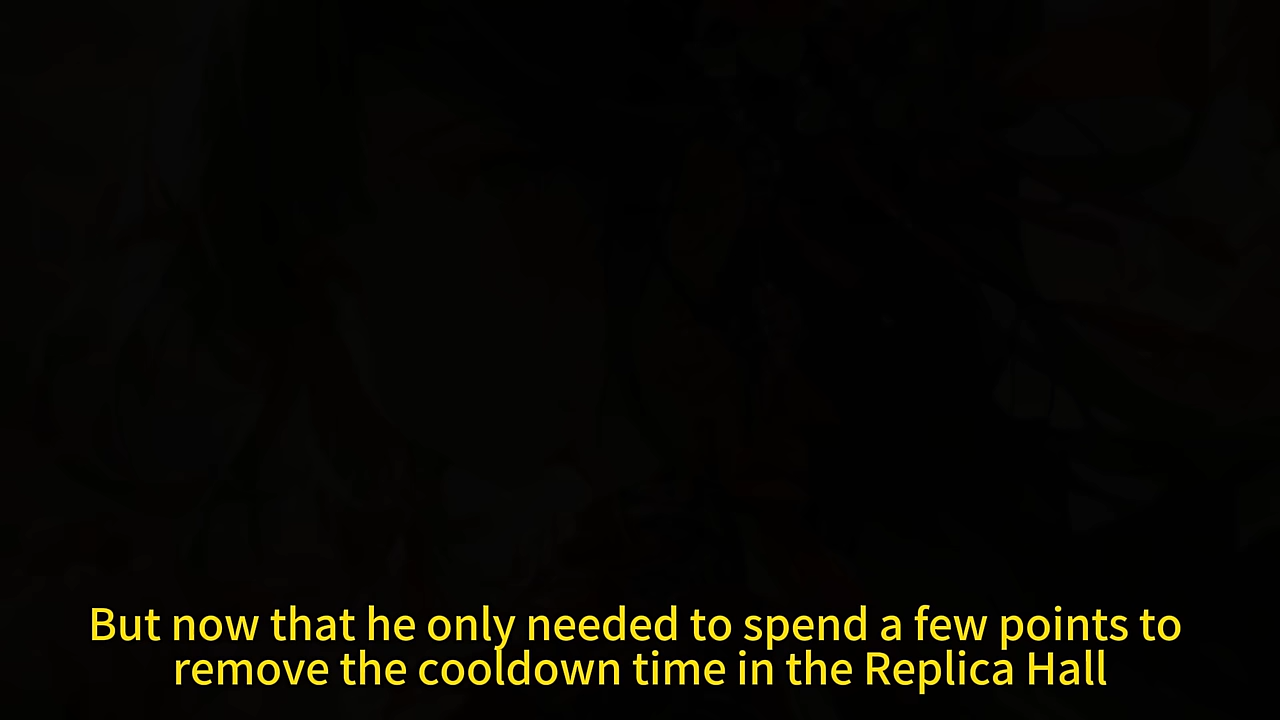 But now that he only needed to spend a few points to
remove the cooldown time in the Replica Hall